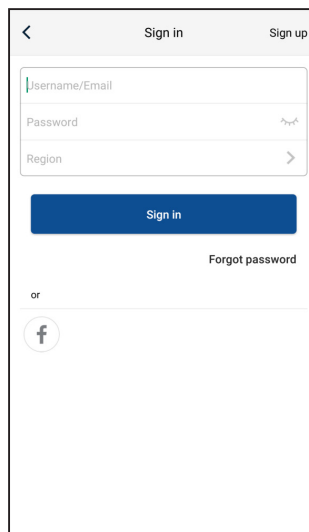 Sign in
Sign up
Username/Email
Password
Region
Sign in
Forgot password
or
f